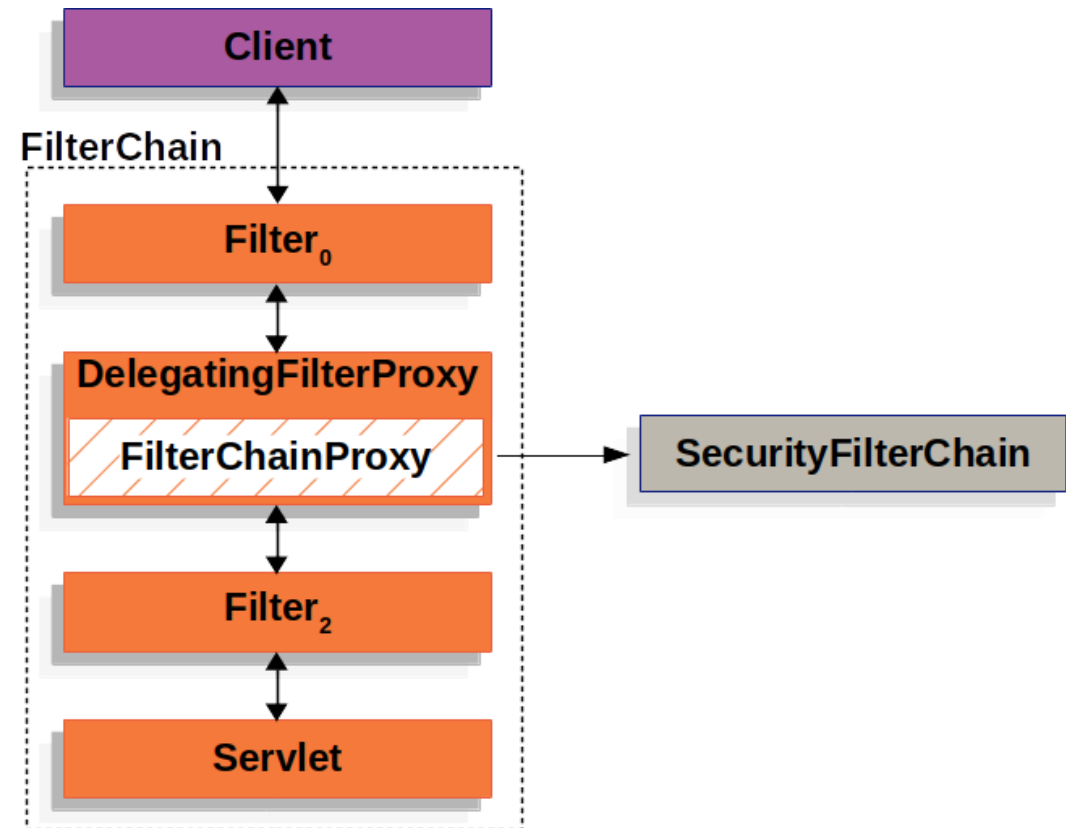 Client
FilterChain
Filter0
DelegatingFilterProxy
FilterChainProxy
SecurityFilterChain
Filter2
Servlet